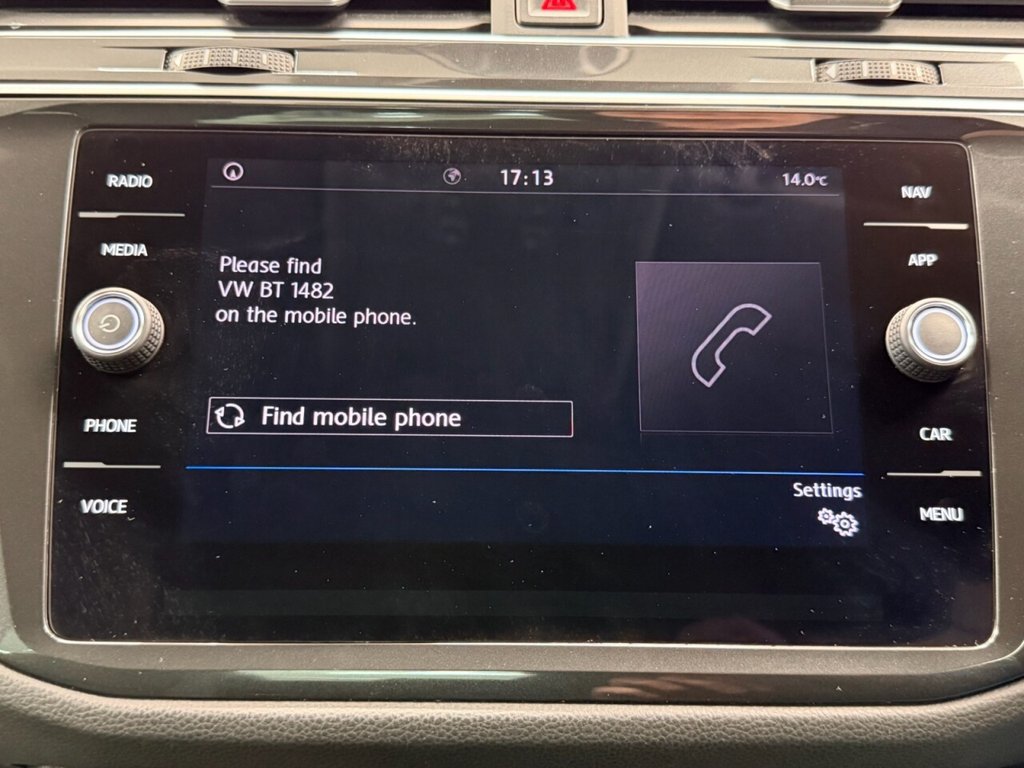 RADIO
MEDIA
PHONE
VOICE
17:13
14.0°C
Please find
VW BT 1482
on the mobile phone.
Find mobile phone
Settings
NAV
APP
CAR
MENU